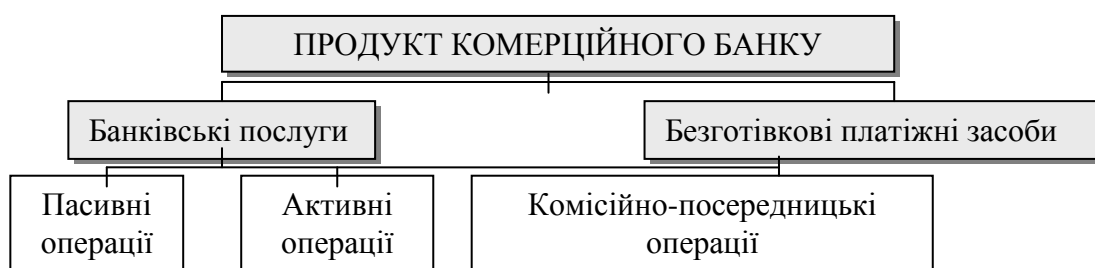 ПРОДУКТ КОМЕРЦІЙНОГО БАНКУ
Банківські послуги
Безготівкові платіжні засоби
Пасивні
операції
Активні
операції
Комісійно-посередницькі
операції